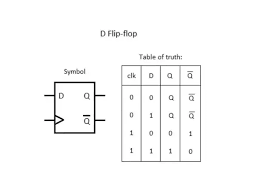 D Flip-flop
Table of truth:
Symbol
clk D Q Q̅
D Q
Q̅
0 0 Q Q̅
0 1 Q Q̅
1 0 0 1
1 1 1 0